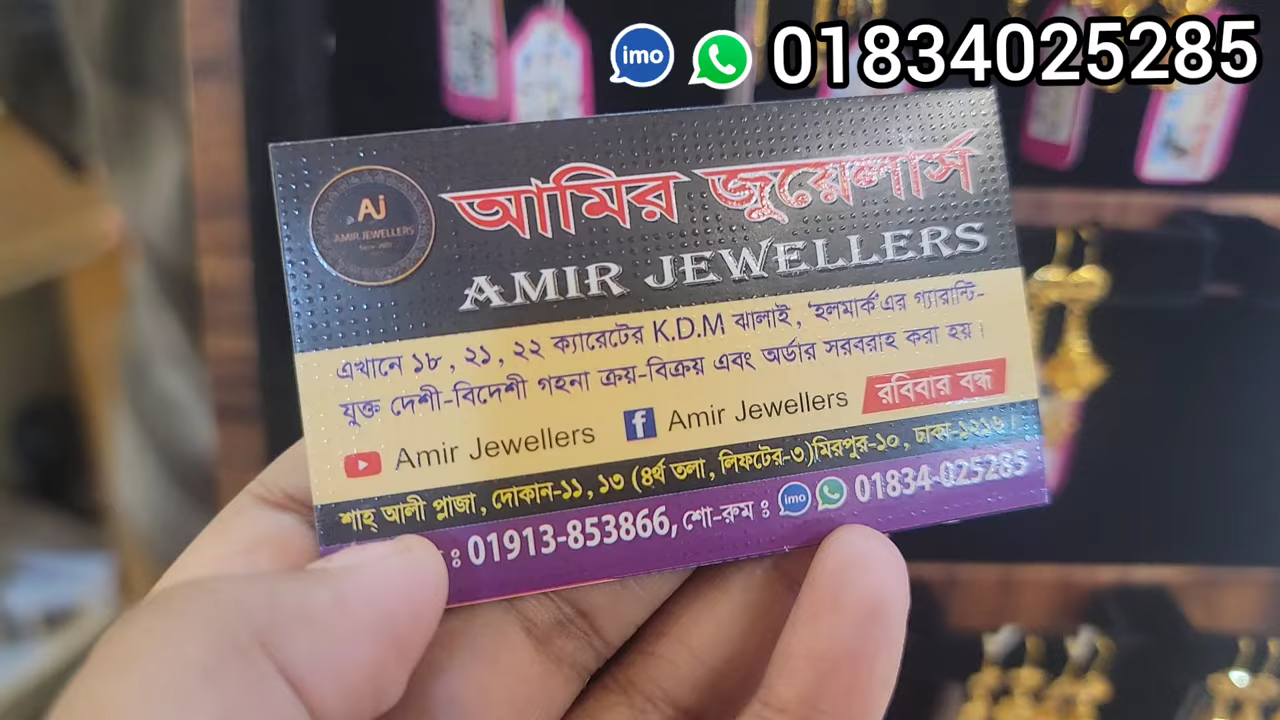 imo 01834025285
AJ
AMIR JEWELLERS
আমির জুয়েলার্স
AMIR JEWELLERS
এখানে ১৮, ২১, ২২ ক্যারেটের K.D.M ঝালাই, 'হলমার্ক'এর গ্যারান্টি-
যুক্ত দেশী-বিদেশী গহনা ক্রয়-বিক্রয় এবং অর্ডার সরবরাহ করা হয়।
Amir Jewellers f Amir Jewellers রবিবার বন্ধ
শাহ্ আলী প্লাজা, দোকান-১১, ১৩ (৪র্থ তলা, লিফটের-৩)মিরপুর-১০, ঢাকা-১২১৬।
: 01913-853866, শো-রুম : imo 01834-025285